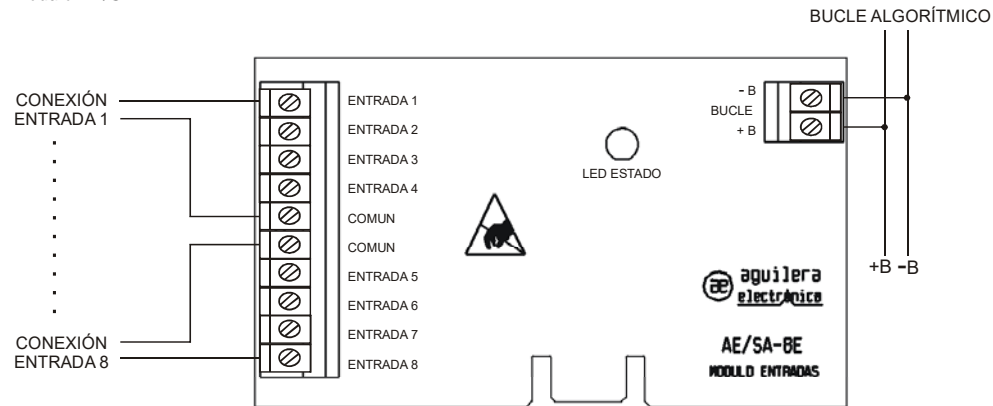 BUCLE ALGORÍTMICO
CONEXIÓN
ENTRADA 1
ENTRADA 1
ENTRADA 2
ENTRADA 3
ENTRADA 4
COMUN
COMUN
ENTRADA 5
ENTRADA 6
ENTRADA 7
ENTRADA 8
CONEXIÓN
ENTRADA 8
LED ESTADO
- B
BUCLE
+ B
+B -B
ae aguilera
electrónica
AE/SA-8E
MODULO ENTRADAS